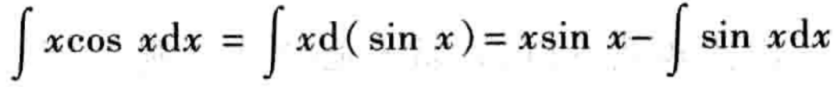 ∫ xcos xdx = ∫ xd( sin x) = xsin x- ∫ sin xdx